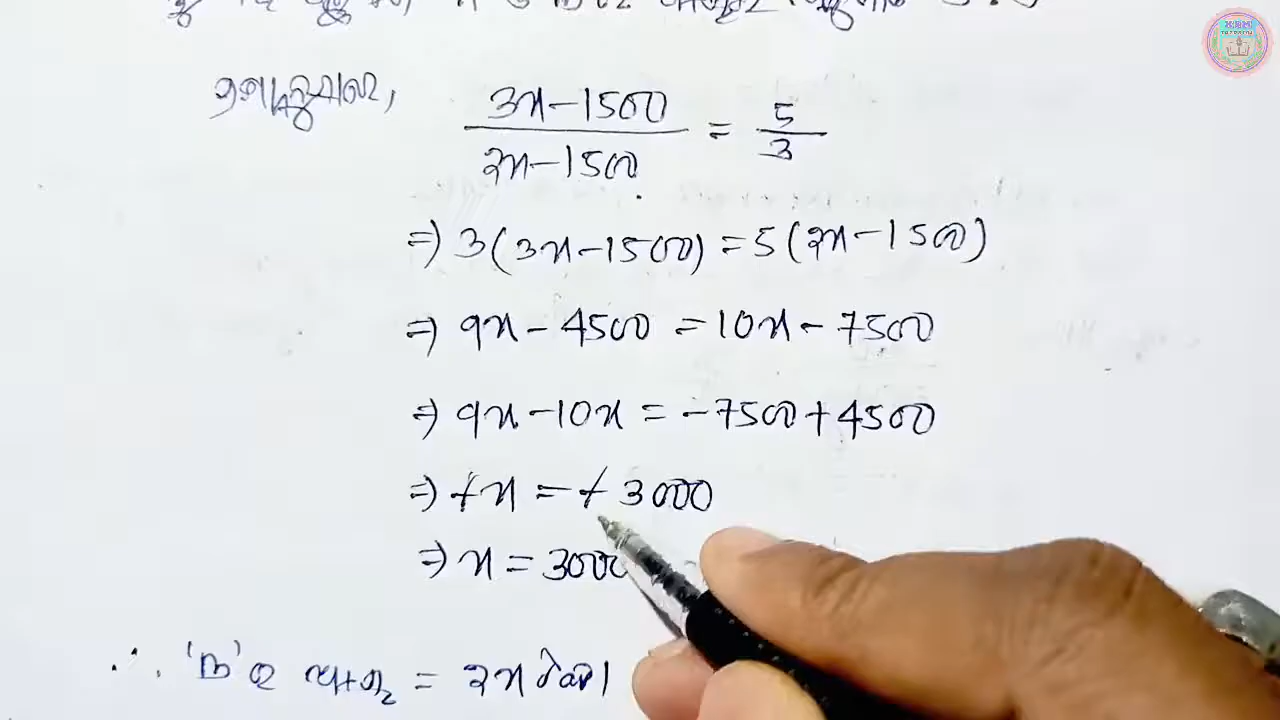 ପ୍ରଶ୍ନାନୁସାରେ, (3x-1500)/(2x-1500) = 5/3
⇒ 3(3x-1500) = 5(2x-1500)
⇒ 9x - 4500 = 10x - 7500
⇒ 9x - 10x = -7500 + 4500
⇒ -x = -3000
⇒ x = 3000
∴ 'B' ର ଆୟ = 2x ଟଙ୍କା